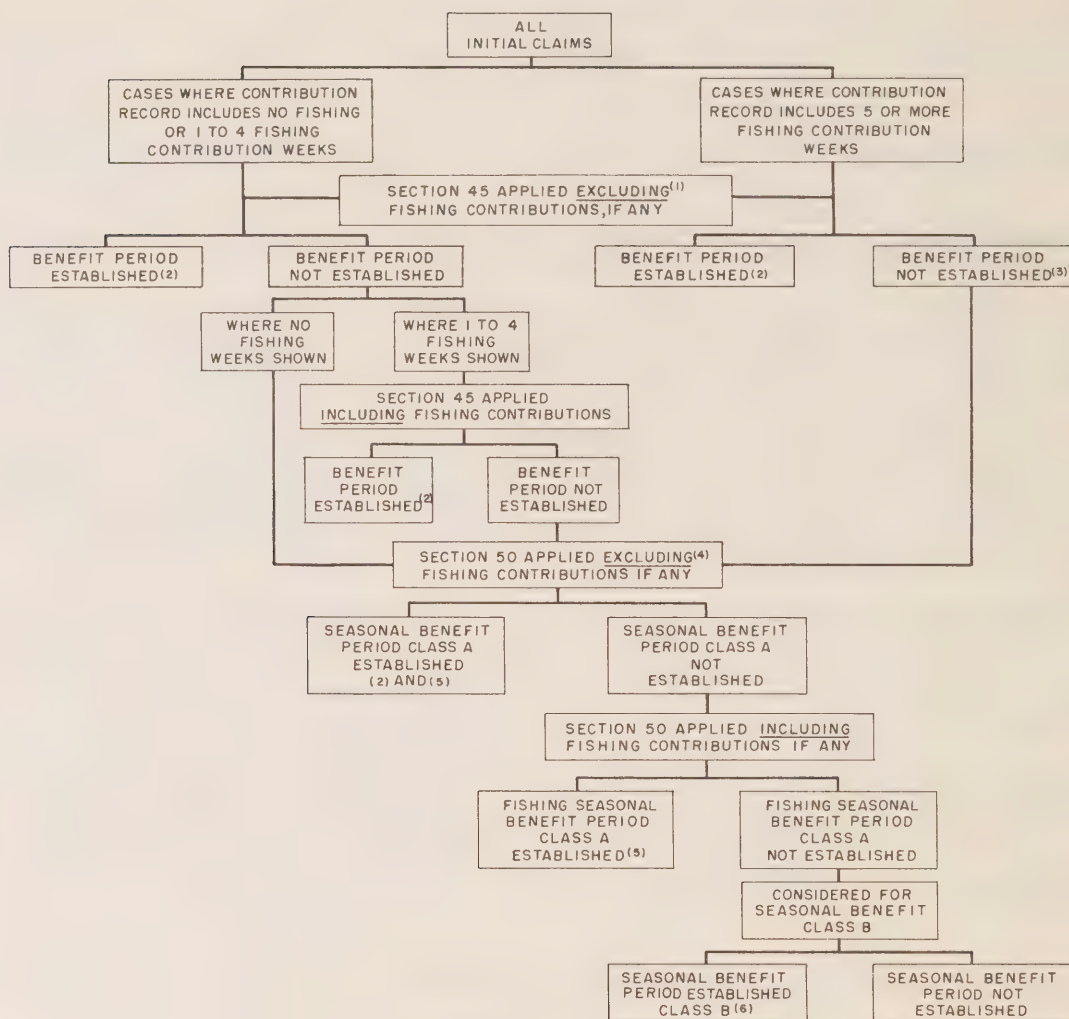 ALL
INITIAL CLAIMS
CASES WHERE CONTRIBUTION
RECORD INCLUDES NO FISHING
OR 1 TO 4 FISHING
CONTRIBUTION WEEKS
CASES WHERE CONTRIBUTION
RECORD INCLUDES 5 OR MORE
FISHING CONTRIBUTION
WEEKS
SECTION 45 APPLIED EXCLUDING(1)
FISHING CONTRIBUTIONS, IF ANY
BENEFIT PERIOD
ESTABLISHED(2)
BENEFIT PERIOD
NOT ESTABLISHED
BENEFIT PERIOD
ESTABLISHED(2)
BENEFIT PERIOD
NOT ESTABLISHED(3)
WHERE NO
FISHING
WEEKS SHOWN
WHERE 1 TO 4
FISHING
WEEKS SHOWN
SECTION 45 APPLIED
INCLUDING FISHING CONTRIBUTIONS
BENEFIT
PERIOD
ESTABLISHED(2)
BENEFIT
PERIOD NOT
ESTABLISHED
SECTION 50 APPLIED EXCLUDING(4)
FISHING CONTRIBUTIONS IF ANY
SEASONAL BENEFIT
PERIOD CLASS A
ESTABLISHED
(2) AND (5)
SEASONAL BENEFIT
PERIOD CLASS A
NOT
ESTABLISHED
SECTION 50 APPLIED INCLUDING
FISHING CONTRIBUTIONS IF ANY
FISHING SEASONAL
BENEFIT PERIOD
CLASS A
ESTABLISHED(5)
FISHING SEASONAL
BENEFIT PERIOD
CLASS A
NOT ESTABLISHED
CONSIDERED FOR
SEASONAL BENEFIT
CLASS B
SEASONAL BENEFIT
PERIOD ESTABLISHED
CLASS B(6)
SEASONAL BENEFIT
PERIOD NOT
ESTABLISHED